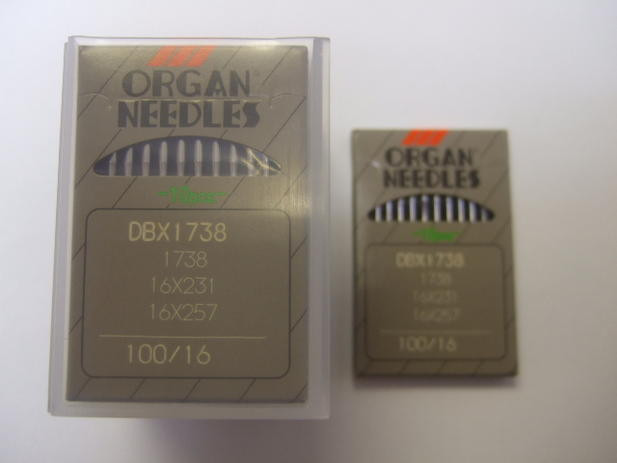 ORGAN®
NEEDLES
DBX1738
1738
16X231
16X257
100/16
ORGAN®
NEEDLES
DBX1738
1738
16X231
16X257
100/16